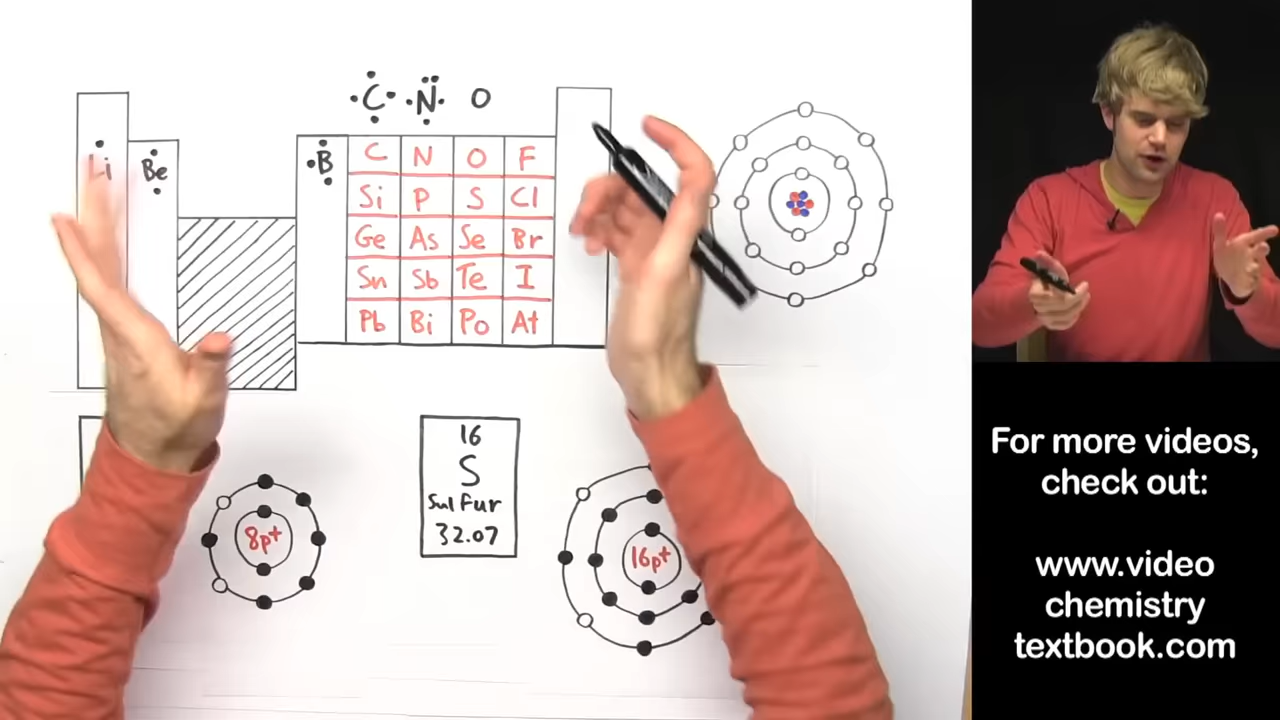 C N O
Li Be B C N O F
Si P S Cl
Ge As Se Br
Sn Sb Te I
Pb Bi Po At
16
S
Sulfur
32.07
8p+
16p+
For more videos,
check out:
www.video
chemistry
textbook.com